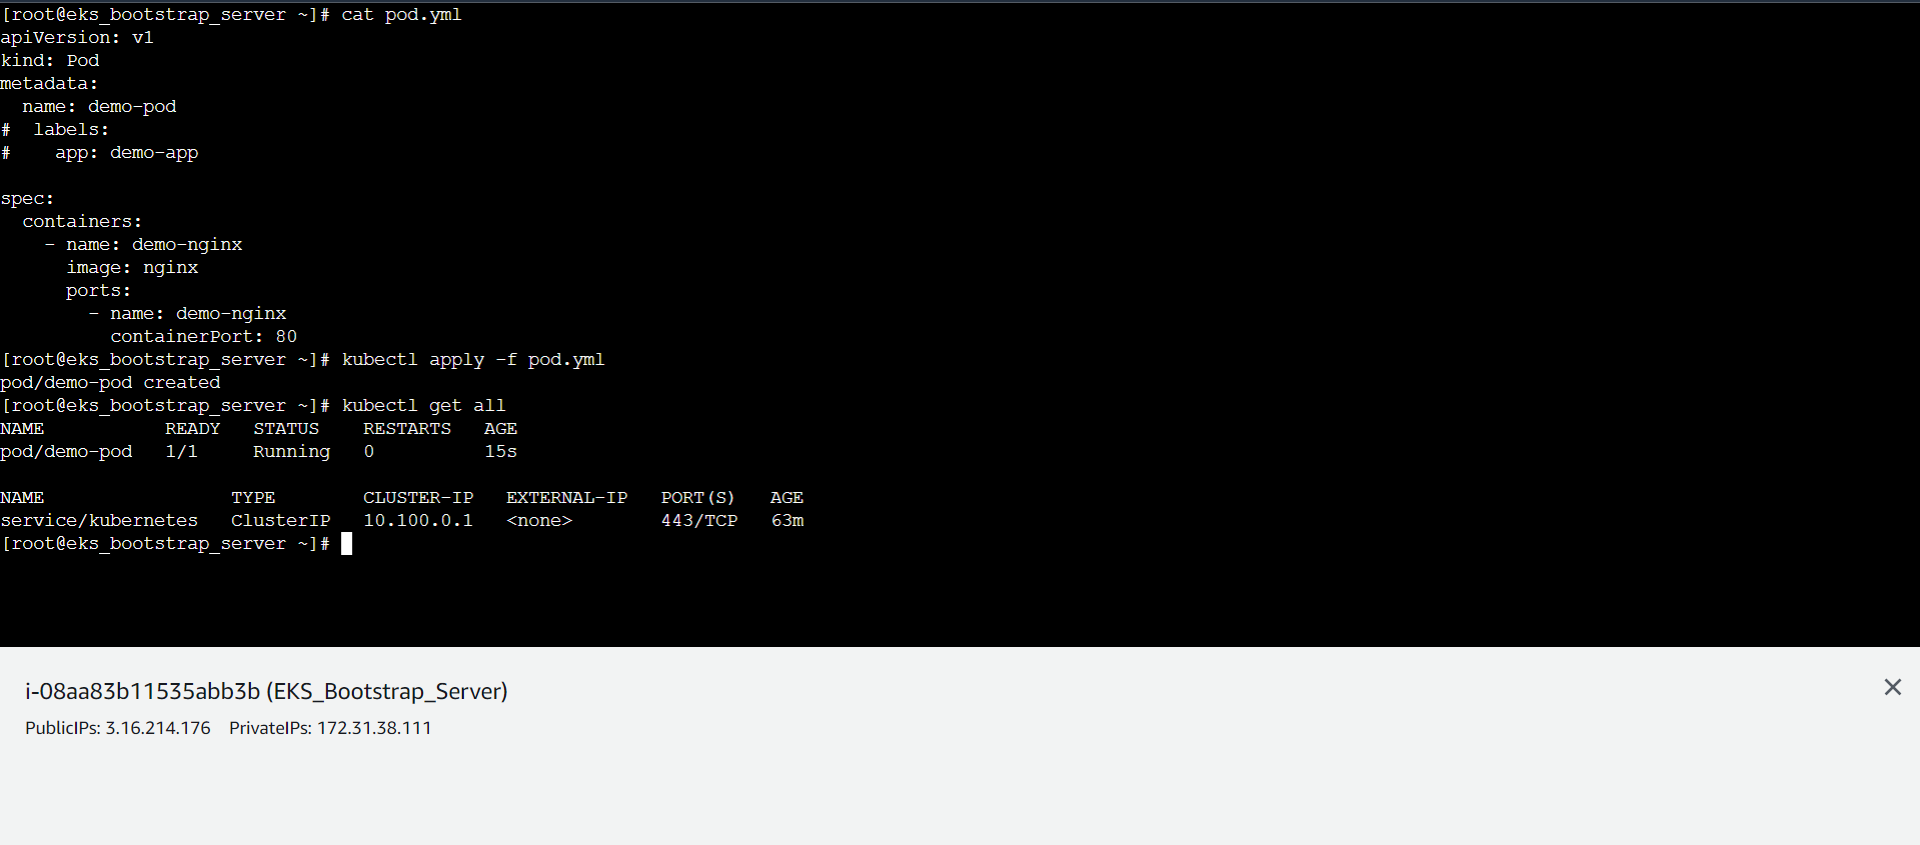 [root@eks_bootstrap_server ~]# cat pod.yml
apiVersion: v1
kind: Pod
metadata:
  name: demo-pod
#  labels:
#    app: demo-app

spec:
  containers:
    - name: demo-nginx
      image: nginx
      ports:
        - name: demo-nginx
          containerPort: 80
[root@eks_bootstrap_server ~]# kubectl apply -f pod.yml
pod/demo-pod created
[root@eks_bootstrap_server ~]# kubectl get all
NAME           READY   STATUS    RESTARTS   AGE
pod/demo-pod   1/1     Running   0          15s

NAME                 TYPE        CLUSTER-IP   EXTERNAL-IP   PORT(S)   AGE
service/kubernetes   ClusterIP   10.100.0.1   <none>        443/TCP   63m
[root@eks_bootstrap_server ~]#
i-08aa83b11535abb3b (EKS_Bootstrap_Server)
PublicIPs: 3.16.214.176    PrivateIPs: 172.31.38.111